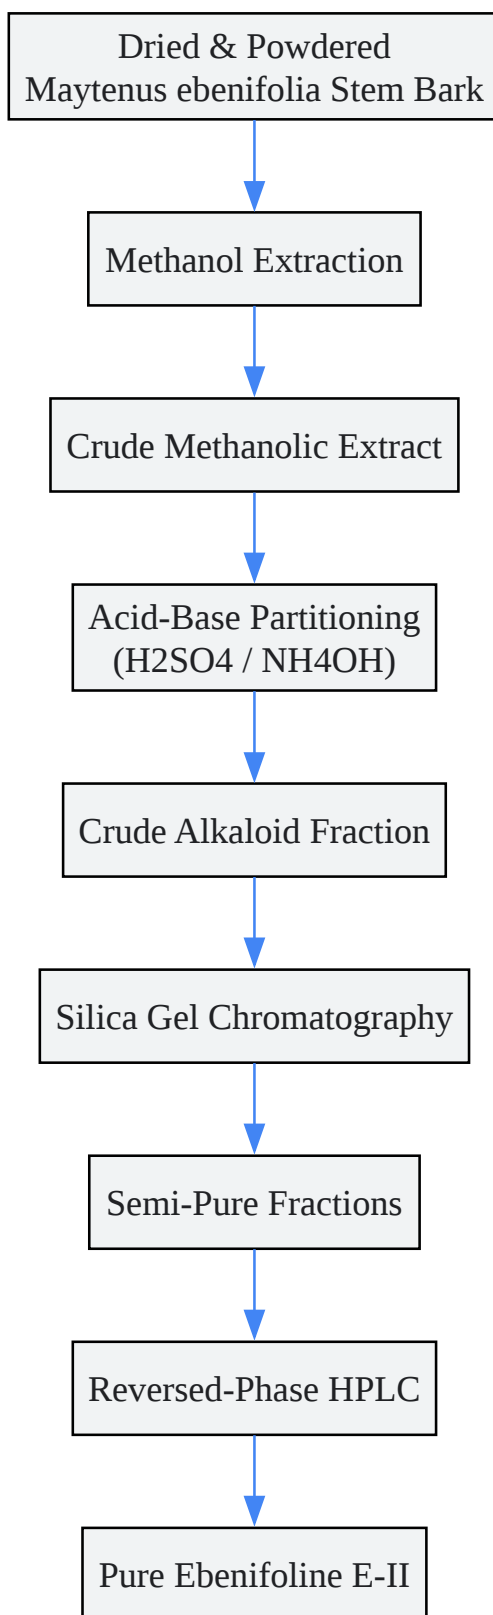 Dried & Powdered
Maytenus ebenifolia Stem Bark
Methanol Extraction
Crude Methanolic Extract
Acid-Base Partitioning
(H2SO4 / NH4OH)
Crude Alkaloid Fraction
Silica Gel Chromatography
Semi-Pure Fractions
Reversed-Phase HPLC
Pure Ebenifoline E-II